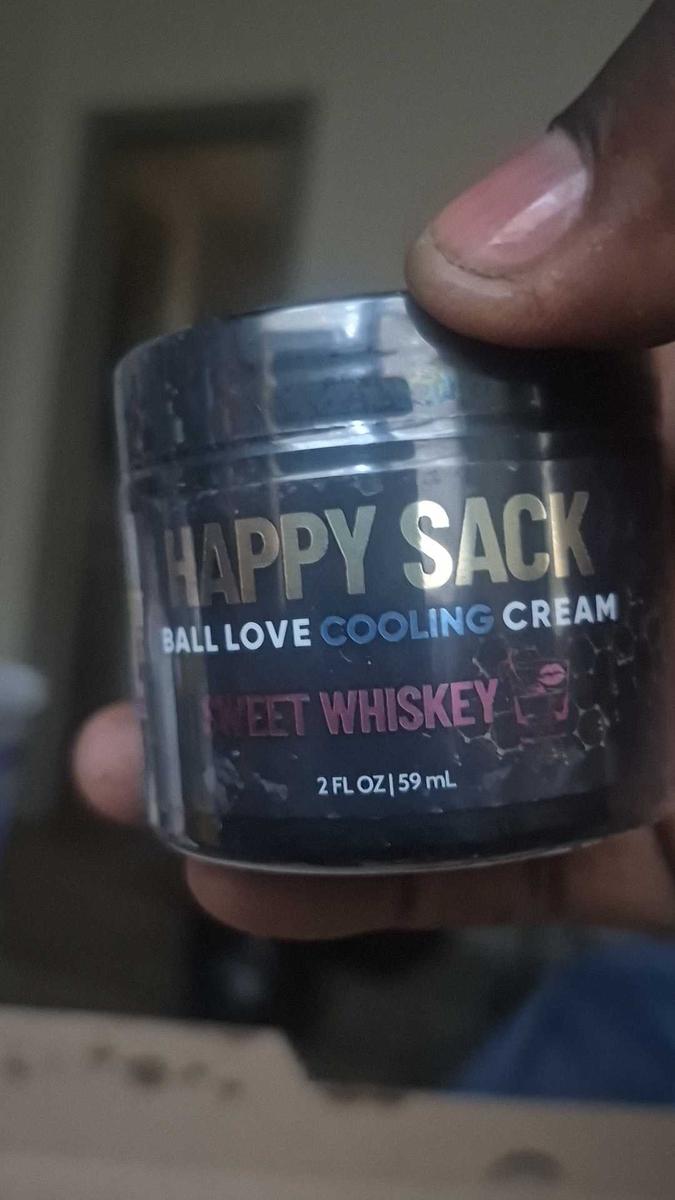 HAPPY SACK
BALL LOVE COOLING CREAM
SWEET WHISKEY
2 FL OZ | 59 mL